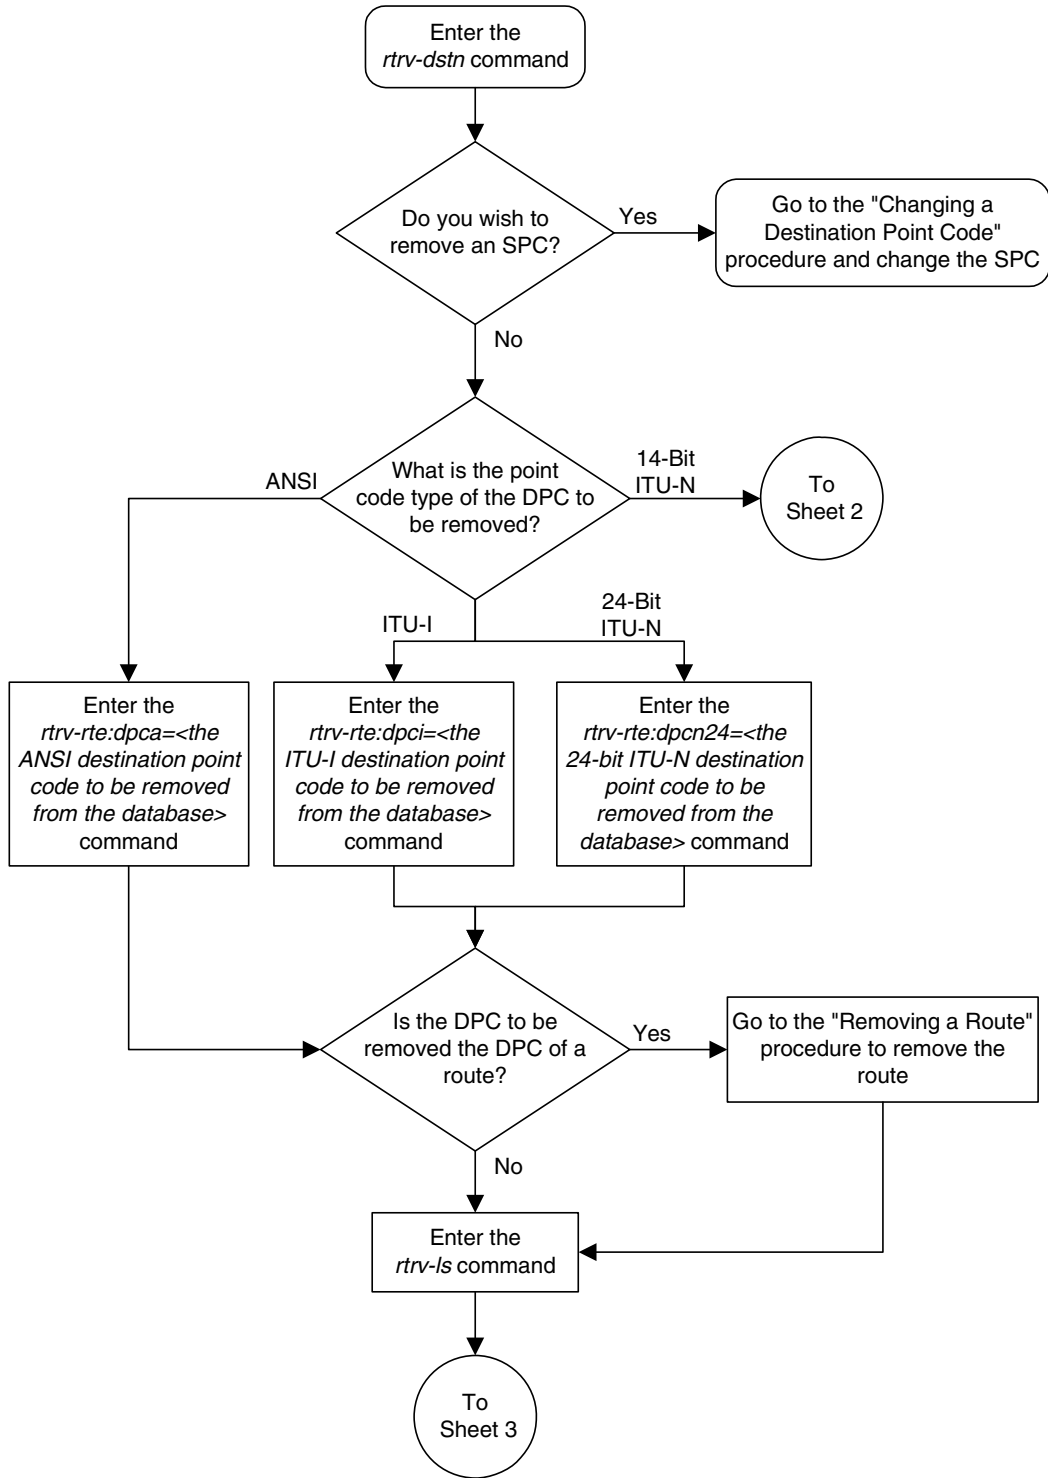 Enter the
rtrv-dstn command
Do you wish to
remove an SPC?
Yes
Go to the "Changing a
Destination Point Code"
procedure and change the SPC
No
What is the point
code type of the DPC to
be removed?
ANSI
14-Bit
ITU-N
To
Sheet 2
ITU-I
24-Bit
ITU-N
Enter the
rtrv-rte:dpca=<the
ANSI destination point
code to be removed
from the database>
command
Enter the
rtrv-rte:dpci=<the
ITU-I destination point
code to be removed
from the database>
command
Enter the
rtrv-rte:dpcn24=<the
24-bit ITU-N destination
point code to be
removed from the
database> command
Is the DPC to be
removed the DPC of a
route?
Yes
Go to the "Removing a Route"
procedure to remove the
route
No
Enter the
rtrv-ls command
To
Sheet 3